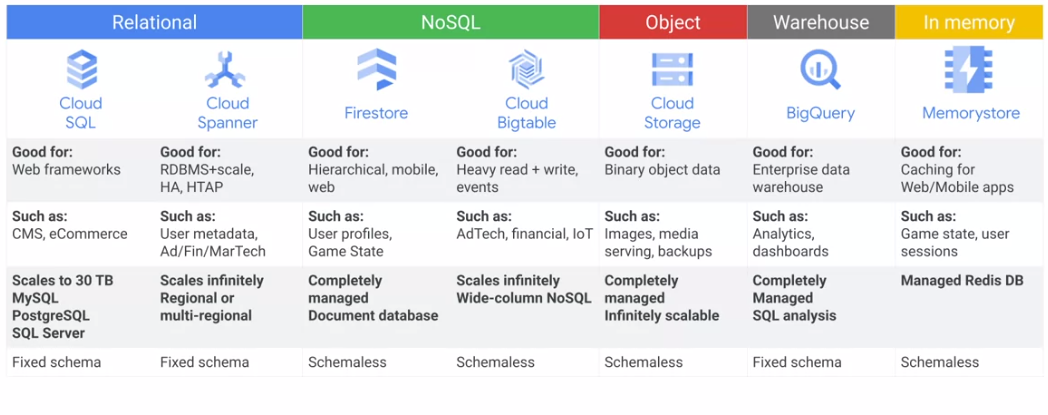 Relational
NoSQL
Object
Warehouse
In memory
Cloud
SQL
Cloud
Spanner
Firestore
Cloud
Bigtable
Cloud
Storage
BigQuery
Memorystore
Good for:
Web frameworks
Good for:
RDBMS+scale,
HA, HTAP
Good for:
Hierarchical, mobile,
web
Good for:
Heavy read + write,
events
Good for:
Binary object data
Good for:
Enterprise data
warehouse
Good for:
Caching for
Web/Mobile apps
Such as:
CMS, eCommerce
Such as:
User metadata,
Ad/Fin/MarTech
Such as:
User profiles,
Game State
Such as:
AdTech, financial, IoT
Such as:
Images, media
serving, backups
Such as:
Analytics,
dashboards
Such as:
Game state, user
sessions
Scales to 30 TB
MySQL
PostgreSQL
SQL Server
Scales infinitely
Regional or
multi-regional
Completely
managed
Document database
Scales infinitely
Wide-column NoSQL
Completely
managed
Infinitely scalable
Completely
Managed
SQL analysis
Managed Redis DB
Fixed schema
Fixed schema
Schemaless
Schemaless
Schemaless
Fixed schema
Schemaless